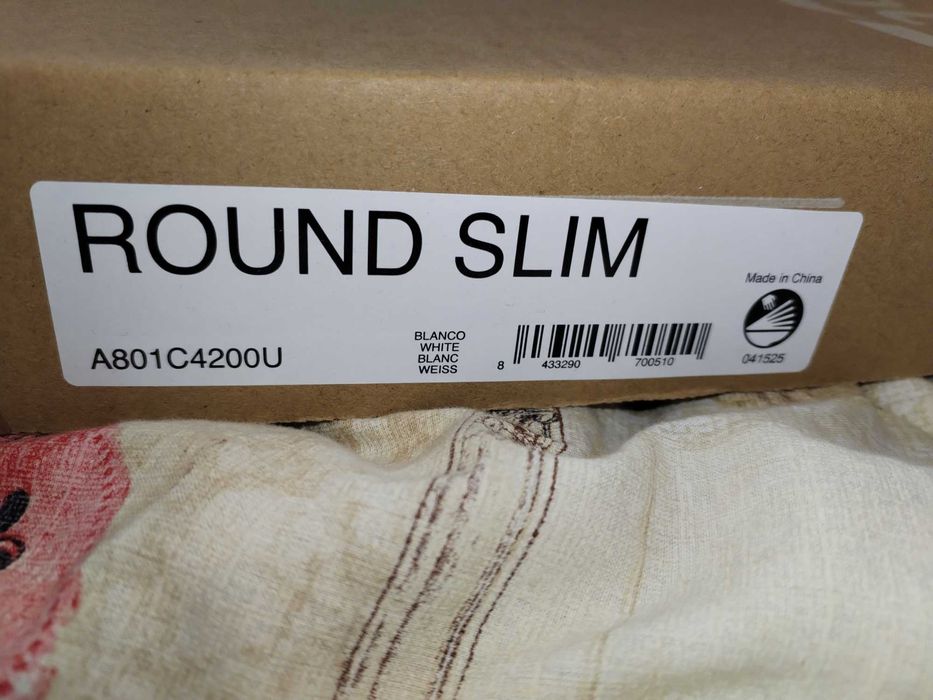 ROUND SLIM
Made in China
A801C4200U
BLANCO
WHITE
BLANC
WEISS
8 433290 700510
041525